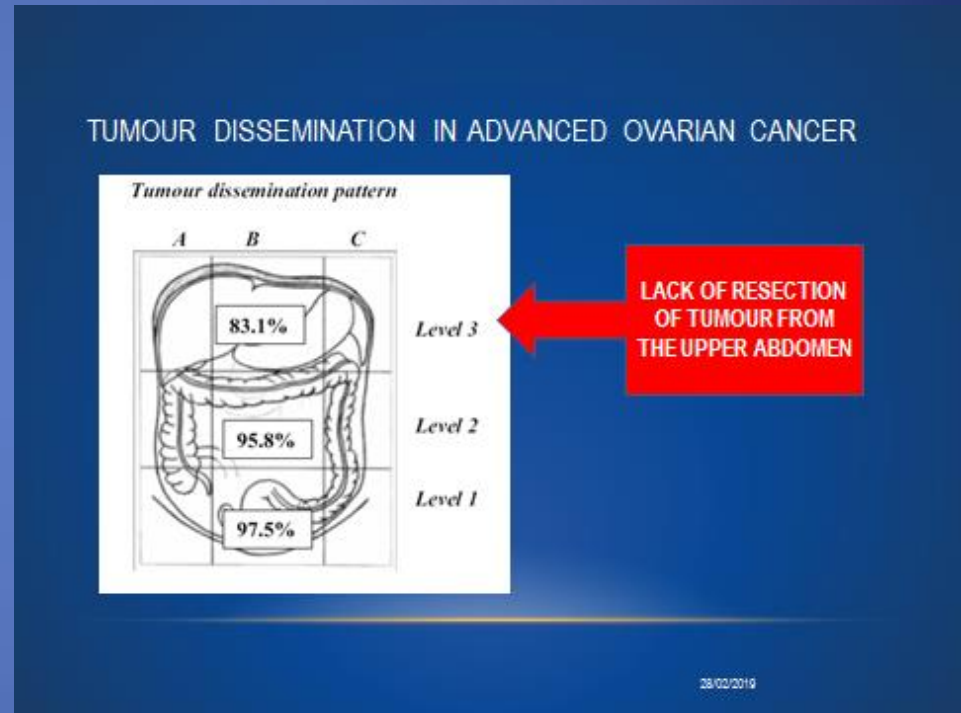 TUMOUR DISSEMINATION IN ADVANCED OVARIAN CANCER
Tumour dissemination pattern
A B C
83.1%
Level 3
95.8%
Level 2
Level 1
97.5%
LACK OF RESECTION
OF TUMOUR FROM
THE UPPER ABDOMEN
28/02/2019